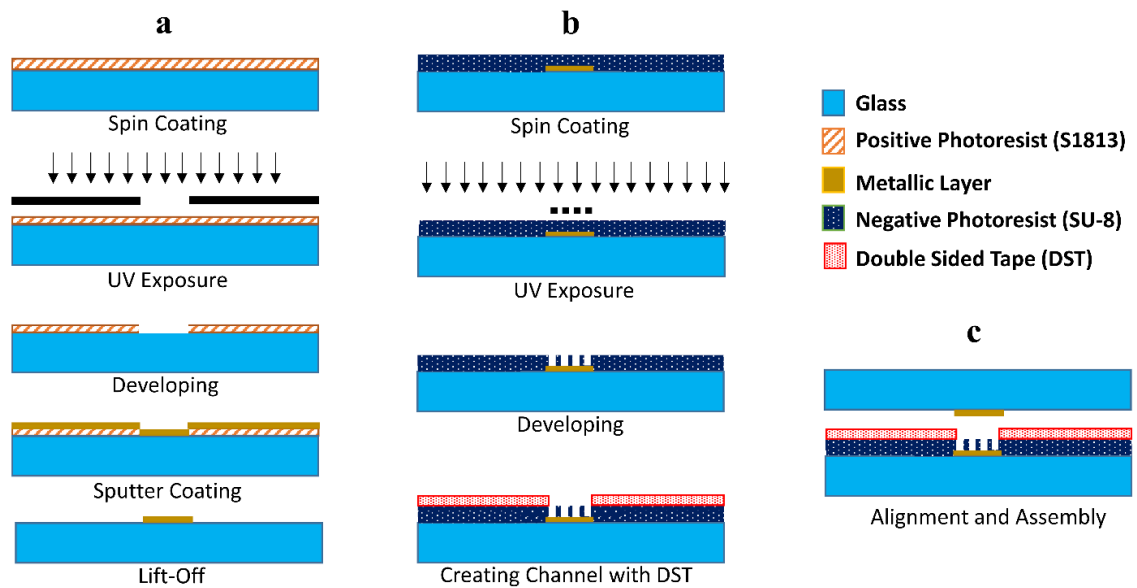 a
Spin Coating
UV Exposure
Developing
Sputter Coating
Lift-Off
b
Spin Coating
UV Exposure
Developing
Creating Channel with DST
Glass
Positive Photoresist (S1813)
Metallic Layer
Negative Photoresist (SU-8)
Double Sided Tape (DST)
c
Alignment and Assembly